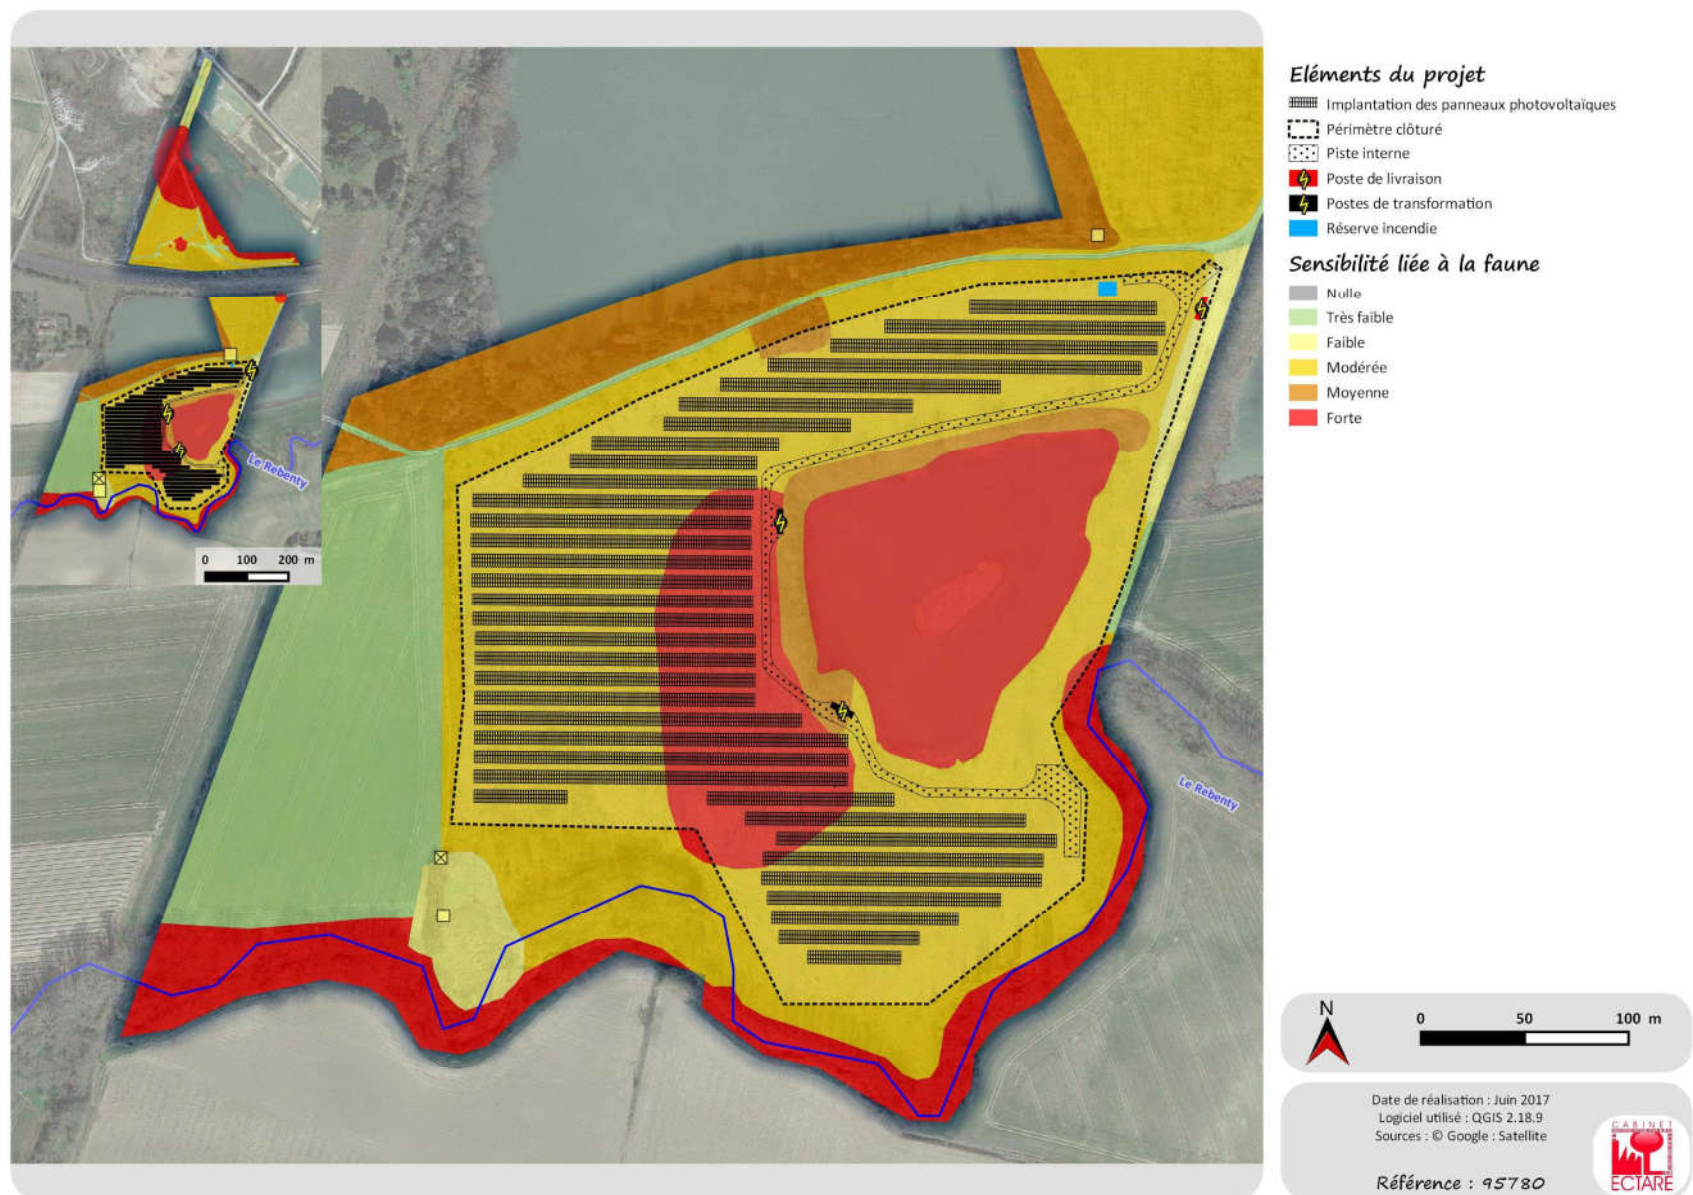 Eléments du projet
Implantation des panneaux photovoltaïques
Périmètre clôturé
Piste interne
Poste de livraison
Postes de transformation
Réserve incendie
Sensibilité liée à la faune
Nulle
Très faible
Faible
Modérée
Moyenne
Forte
Le Rebenty
0 100 200 m
Le Rebenty
N
0 50 100 m
Date de réalisation : Juin 2017
Logiciel utilisé : QGIS 2.18.9
Sources : © Google : Satellite
Référence : 95780
CABINET
ECTARE